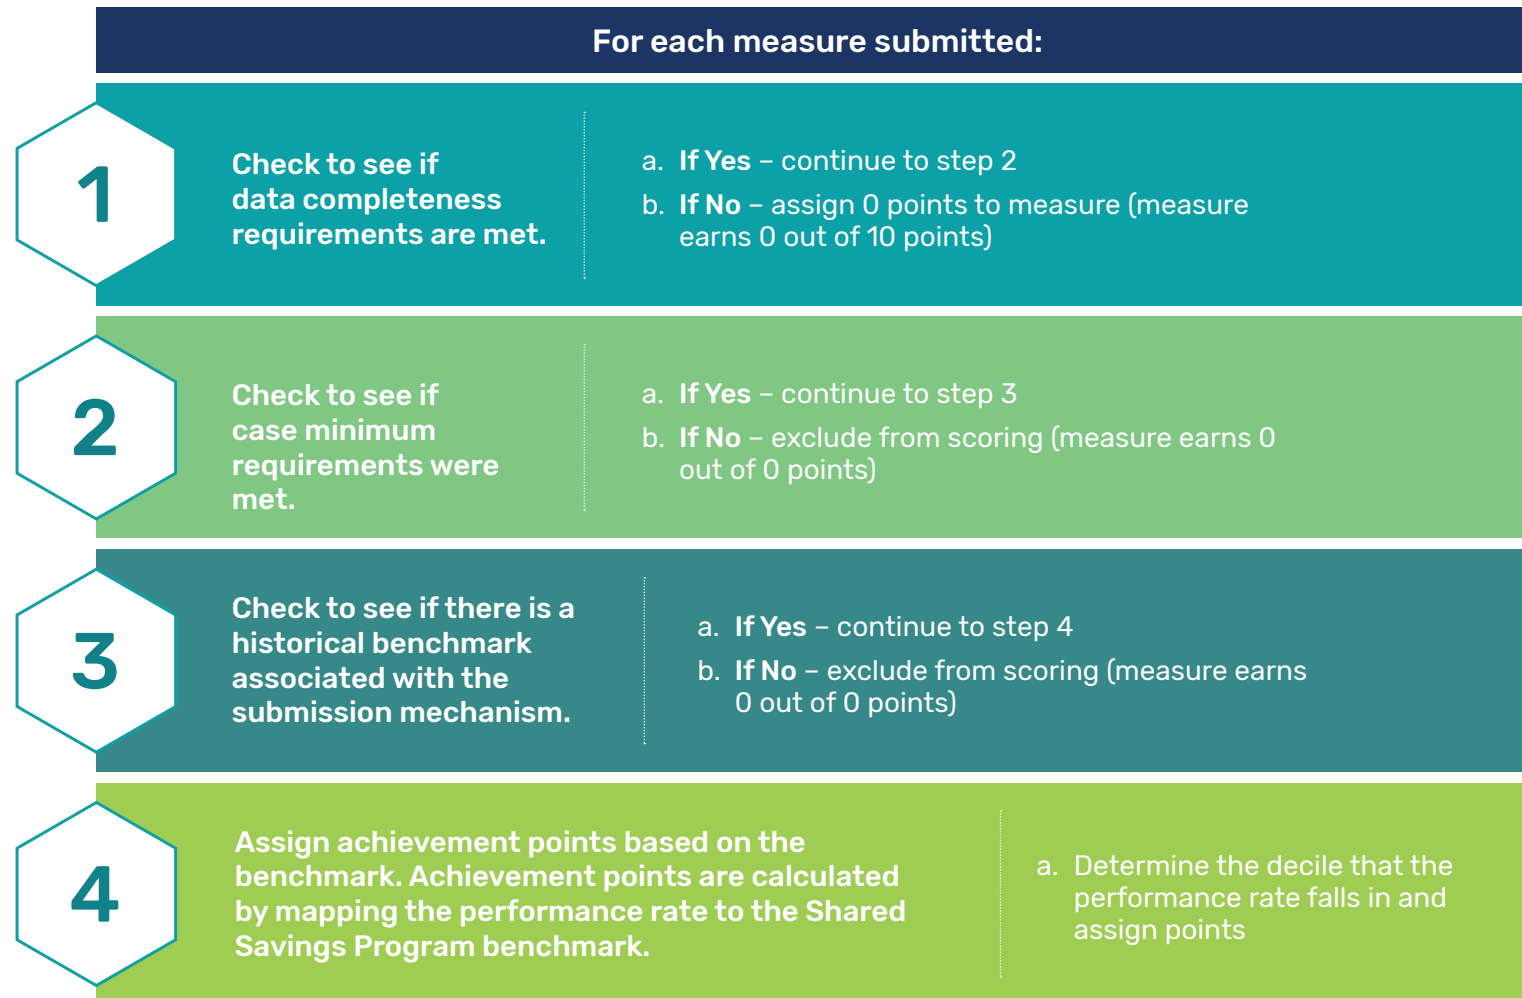 For each measure submitted:
1
Check to see if
data completeness
requirements are met.
a. If Yes – continue to step 2
b. If No – assign 0 points to measure (measure
earns 0 out of 10 points)
2
Check to see if
case minimum
requirements were
met.
a. If Yes – continue to step 3
b. If No – exclude from scoring (measure earns 0
out of 0 points)
3
Check to see if there is a
historical benchmark
associated with the
submission mechanism.
a. If Yes – continue to step 4
b. If No – exclude from scoring (measure earns
0 out of 0 points)
4
Assign achievement points based on the
benchmark. Achievement points are calculated
by mapping the performance rate to the Shared
Savings Program benchmark.
a. Determine the decile that the
performance rate falls in and
assign points